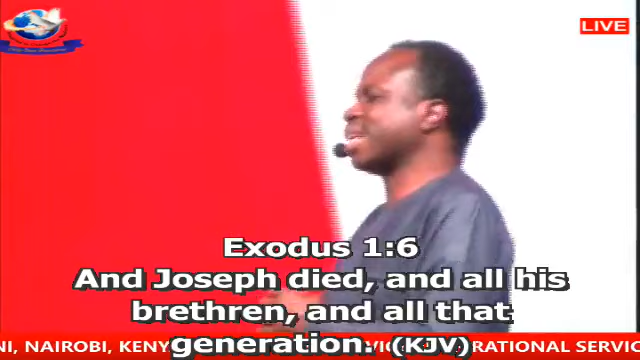 LIVE
Exodus 1:6
And Joseph died, and all his
brethren, and all that
generation. (KJV)
NI, NAIROBI, KENY RATIONAL SERVIC